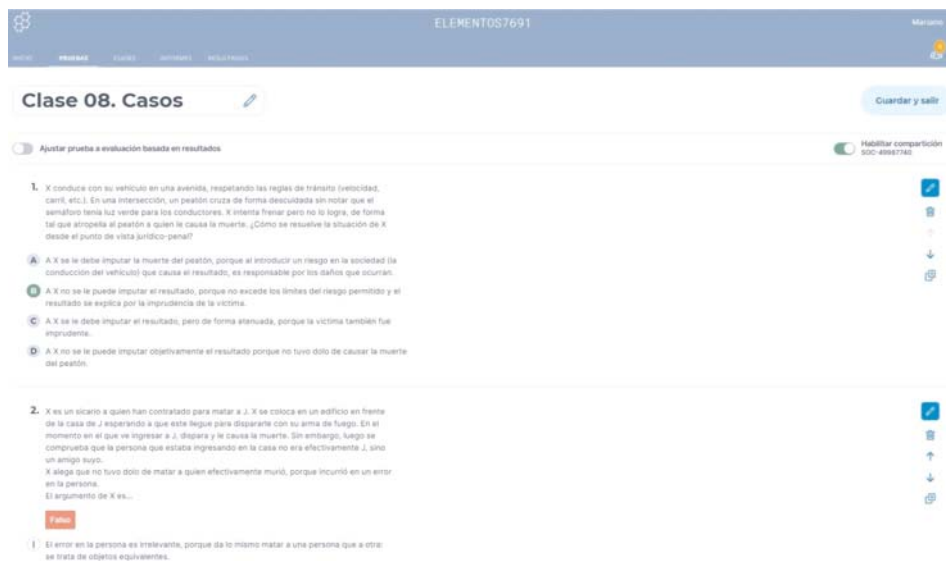 ELEMENTOS7691
Mariano
INICIO PRUEBAS CLASES INFORMES RESULTADOS
Clase 08. Casos
Guardar y salir
Ajustar prueba a evaluación basada en resultados
Habilitar compartición
SOC-49987740
1. X conduce con su vehículo en una avenida, respetando las reglas de tránsito (velocidad,
carril, etc.). En una intersección, un peatón cruza de forma descuidada sin notar que el
semáforo tenía luz verde para los conductores. X intenta frenar pero no lo logra, de forma
tal que atropella al peatón a quien le causa la muerte. ¿Cómo se resuelve la situación de X
desde el punto de vista jurídico-penal?
A A X se le debe imputar la muerte del peatón, porque al introducir un riesgo en la sociedad (la
conducción del vehículo) que causa el resultado, es responsable por los daños que ocurran.
B A X no se le puede imputar el resultado, porque no excede los límites del riesgo permitido y el
resultado se explica por la imprudencia de la víctima.
C A X se le debe imputar el resultado, pero de forma atenuada, porque la víctima también fue
imprudente.
D A X no se le puede imputar objetivamente el resultado porque no tuvo dolo de causar la muerte
del peatón.
2. X es un sicario a quien han contratado para matar a J. X se coloca en un edificio en frente
de la casa de J esperando a que este llegue para dispararle con su arma de fuego. En el
momento en el que ve ingresar a J, dispara y le causa la muerte. Sin embargo, luego se
comprueba que la persona que estaba ingresando en la casa no era efectivamente J, sino
un amigo suyo.
X alega que no tuvo dolo de matar a quien efectivamente murió, porque incurrió en un error
en la persona.
El argumento de X es...
Falso
I El error en la persona es irrelevante, porque da lo mismo matar a una persona que a otra:
se trata de objetos equivalentes.